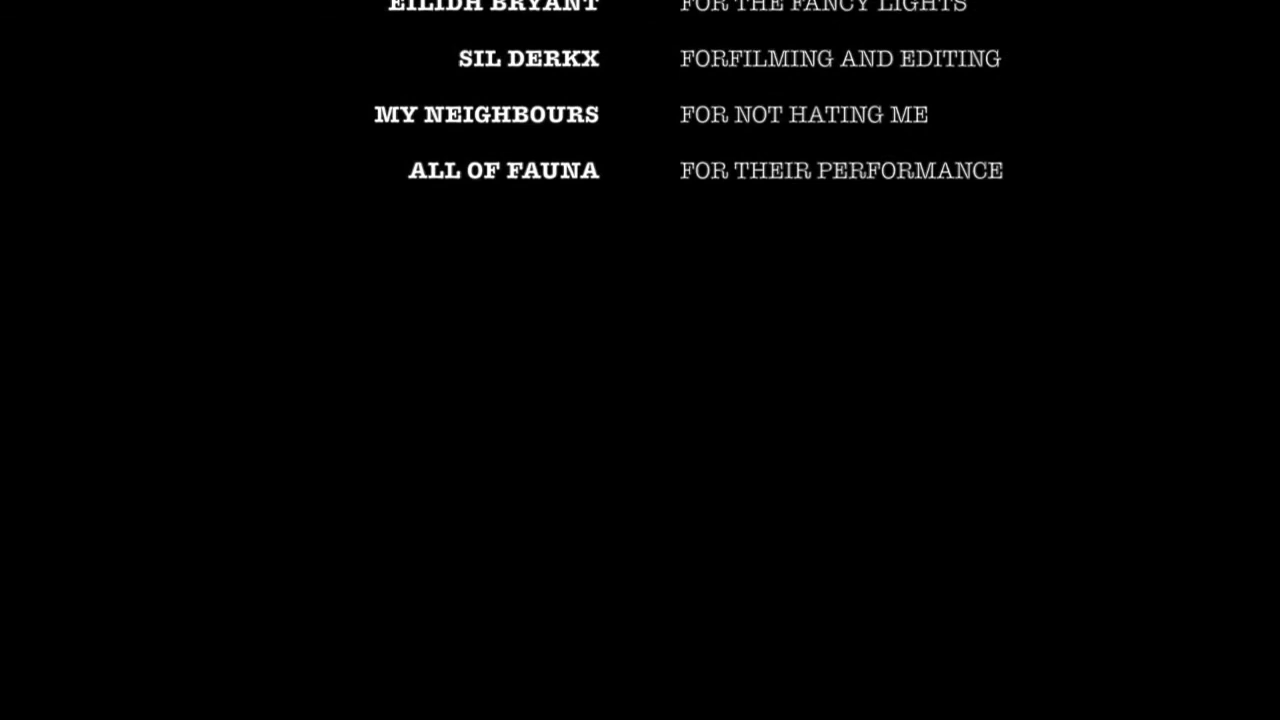 EILIDH BRYANT FOR THE FANCY LIGHTS
SIL DERKX FORFILMING AND EDITING
MY NEIGHBOURS FOR NOT HATING ME
ALL OF FAUNA FOR THEIR PERFORMANCE